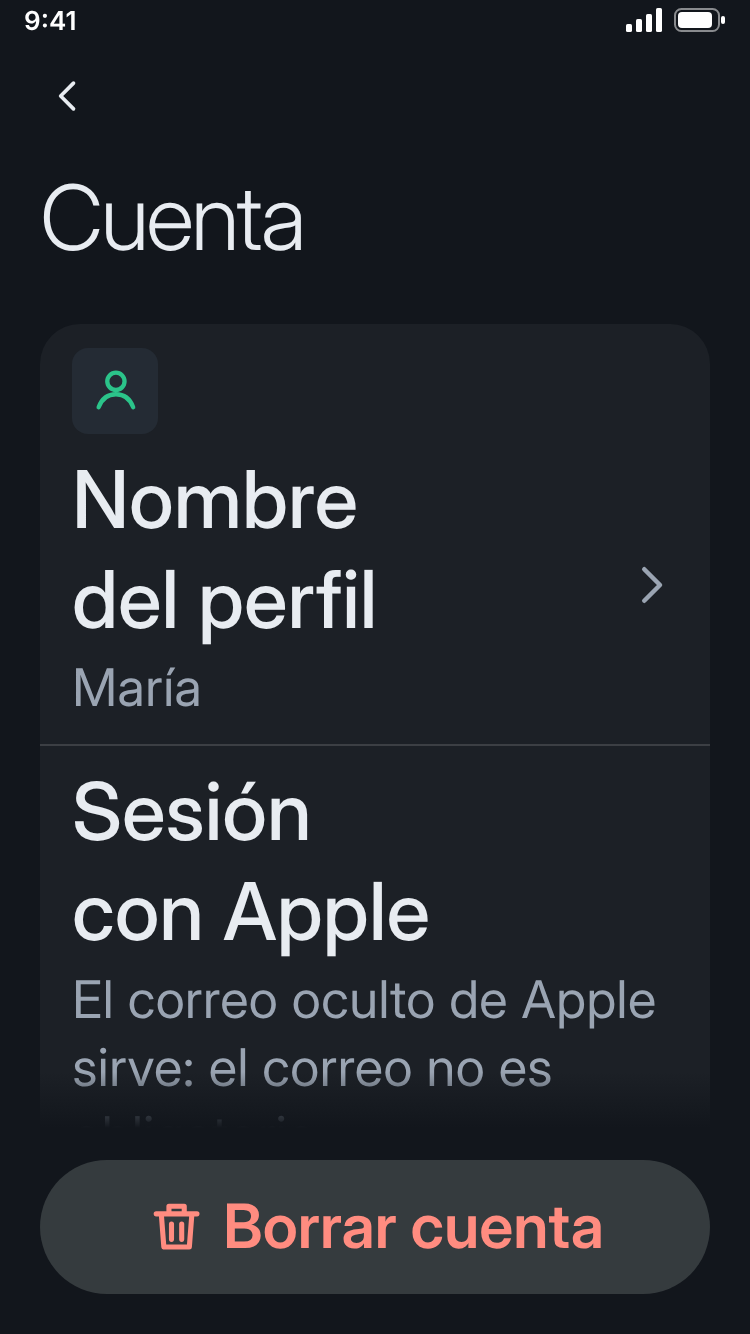 9:41
Cuenta
Nombre
del perfil
María
Sesión
con Apple
El correo oculto de Apple
sirve: el correo no es
Borrar cuenta